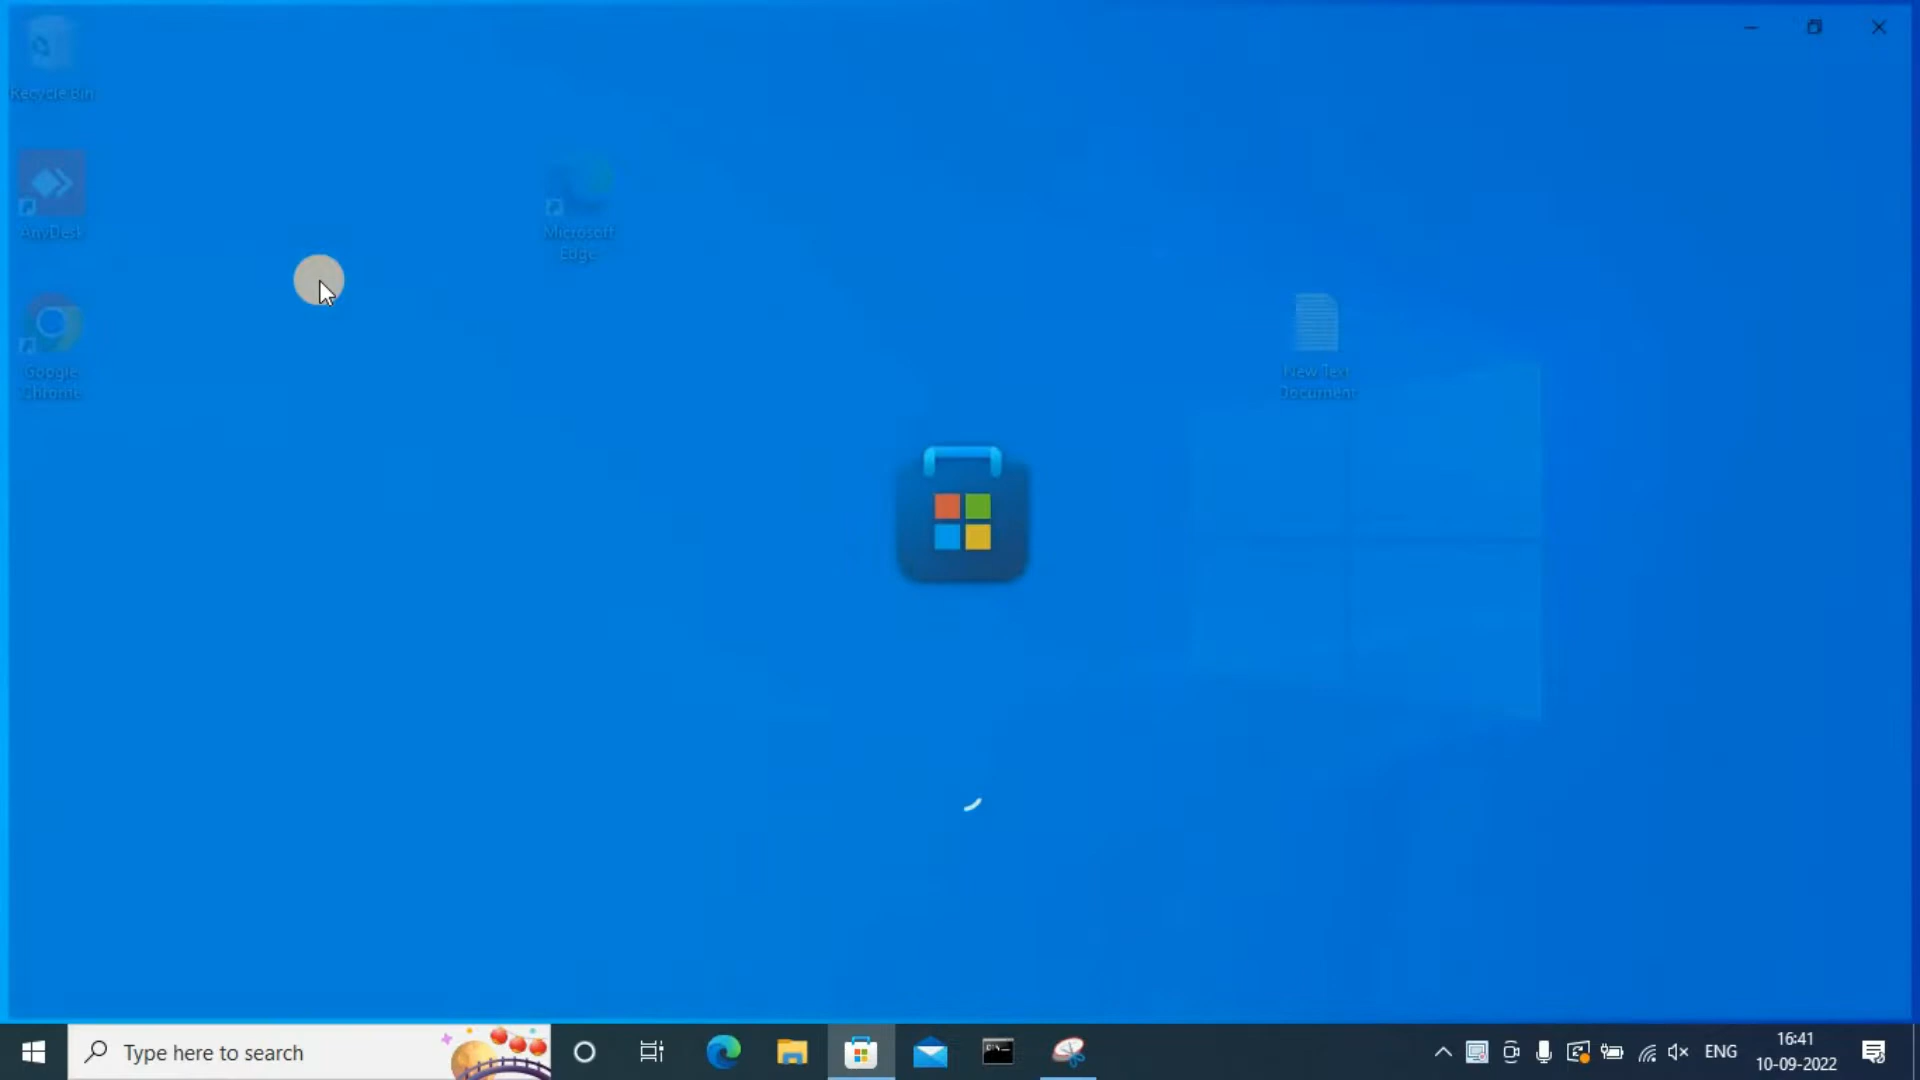 Recycle Bin
AnyDesk
Microsoft
Edge
Google
Chrome
New Text
Document
Type here to search
ENG
16:41
10-09-2022